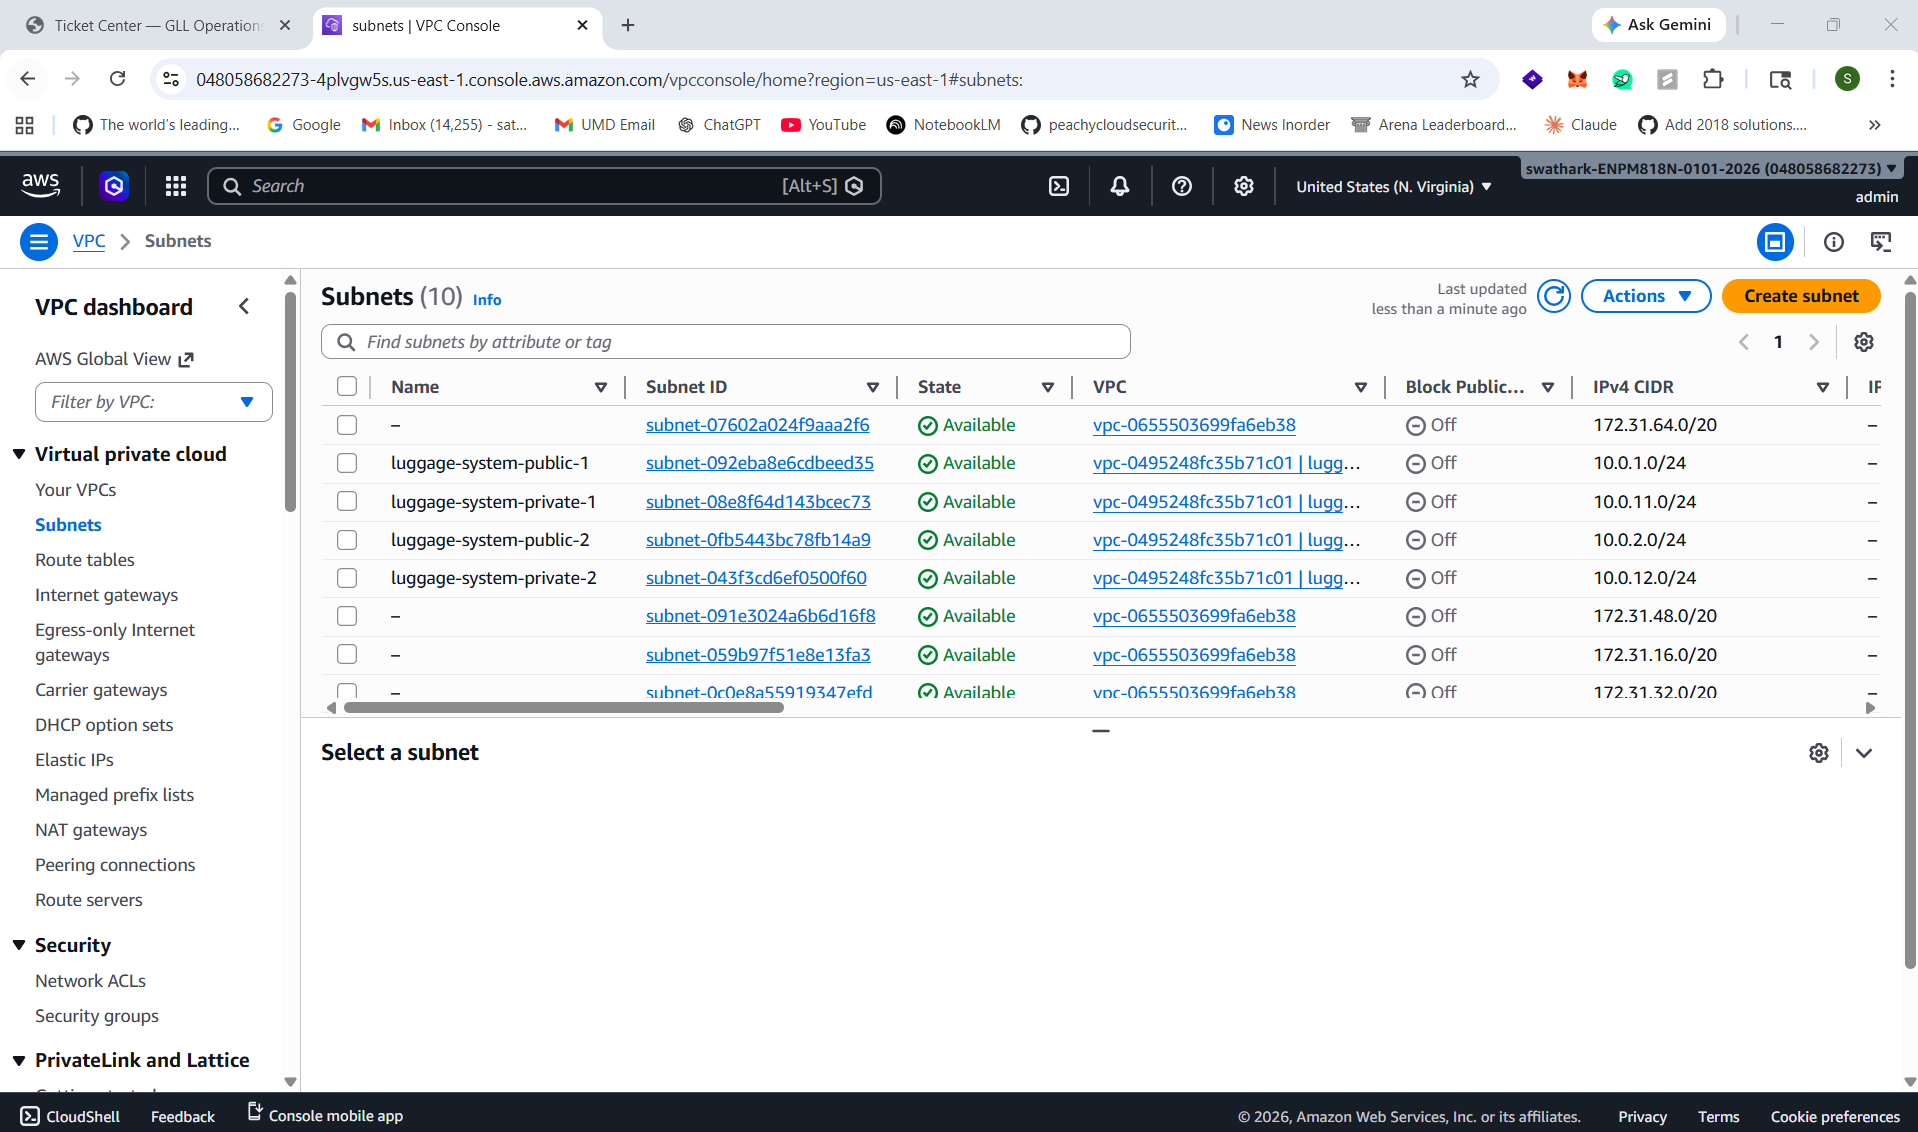 Ticket Center — GLL Operation
subnets | VPC Console
Ask Gemini
048058682273-4plvgw5s.us-east-1.console.aws.amazon.com/vpcconsole/home?region=us-east-1#subnets:
S
The world's leading...
Google
Inbox (14,255) - sat...
UMD Email
ChatGPT
YouTube
NotebookLM
peachycloudsecurit...
News Inorder
Arena Leaderboard...
Claude
Add 2018 solutions....
aws
Search
[Alt+S]
United States (N. Virginia)
swathark-ENPM818N-0101-2026 (048058682273)
admin
VPC
Subnets
VPC dashboard
AWS Global View
Filter by VPC:
Virtual private cloud
Your VPCs
Subnets
Route tables
Internet gateways
Egress-only Internet
gateways
Carrier gateways
DHCP option sets
Elastic IPs
Managed prefix lists
NAT gateways
Peering connections
Route servers
Security
Network ACLs
Security groups
PrivateLink and Lattice
Subnets (10) Info
Last updated
less than a minute ago
Actions
Create subnet
Find subnets by attribute or tag
1
Name Subnet ID State VPC Block Public... IPv4 CIDR IP
– subnet-07602a024f9aaa2f6 Available vpc-0655503699fa6eb38 Off 172.31.64.0/20 –
luggage-system-public-1 subnet-092eba8e6cdbeed35 Available vpc-0495248fc35b71c01 | lugg... Off 10.0.1.0/24 –
luggage-system-private-1 subnet-08e8f64d143bcec73 Available vpc-0495248fc35b71c01 | lugg... Off 10.0.11.0/24 –
luggage-system-public-2 subnet-0fb5443bc78fb14a9 Available vpc-0495248fc35b71c01 | lugg... Off 10.0.2.0/24 –
luggage-system-private-2 subnet-043f3cd6ef0500f60 Available vpc-0495248fc35b71c01 | lugg... Off 10.0.12.0/24 –
– subnet-091e3024a6b6d16f8 Available vpc-0655503699fa6eb38 Off 172.31.48.0/20 –
– subnet-059b97f51e8e13fa3 Available vpc-0655503699fa6eb38 Off 172.31.16.0/20 –
– subnet-0c0e8a55919347efd Available vpc-0655503699fa6eb38 Off 172.31.32.0/20 –
Select a subnet
CloudShell
Feedback
Console mobile app
© 2026, Amazon Web Services, Inc. or its affiliates.
Privacy
Terms
Cookie preferences